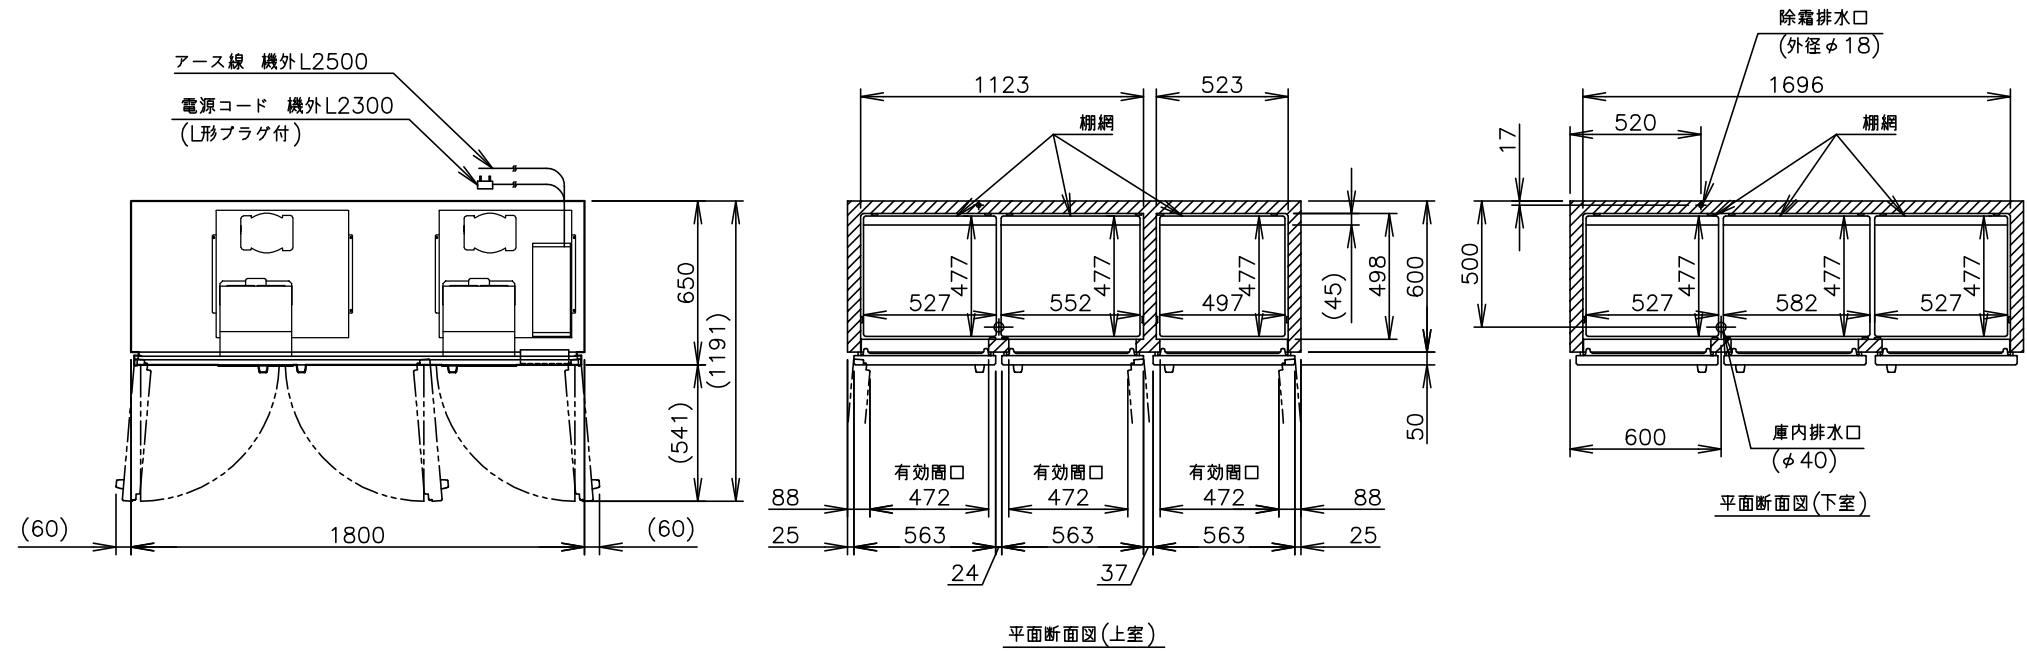 アース線 機外L2500
電源コード 機外L2300
(L形プラグ付)
650
(1191)
(541)
(60)
1800
(60)
1123
523
棚網
477
477
477
527
552
497
(45)
498
600
50
有効間口
有効間口
有効間口
88
472
472
472
88
25
563
563
563
25
24
37
平面断面図(上室)
除霜排水口
(外径φ18)
1696
520
棚網
17
500
477
477
477
527
582
527
600
庫内排水口
(φ40)
平面断面図(下室)